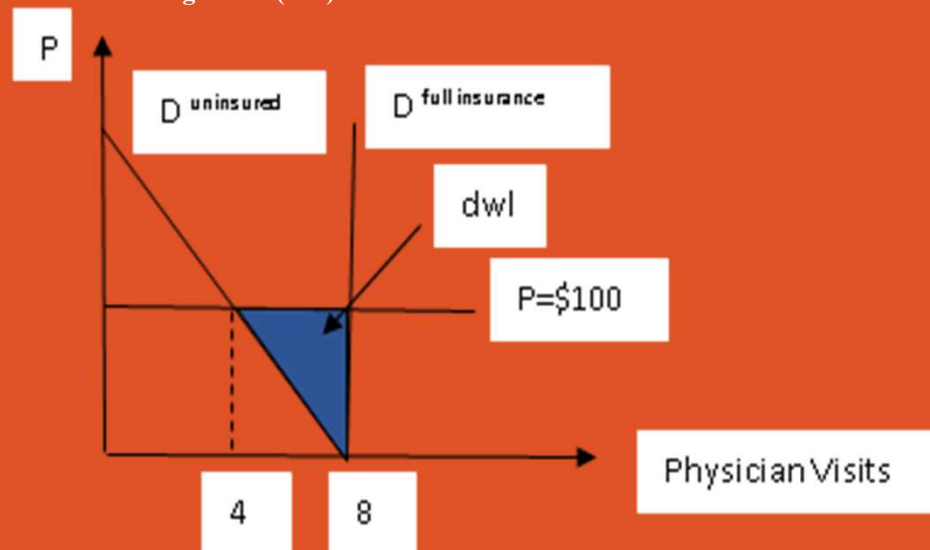 P
D uninsured
D full insurance
dwl
P=$100
Physician Visits
4
8